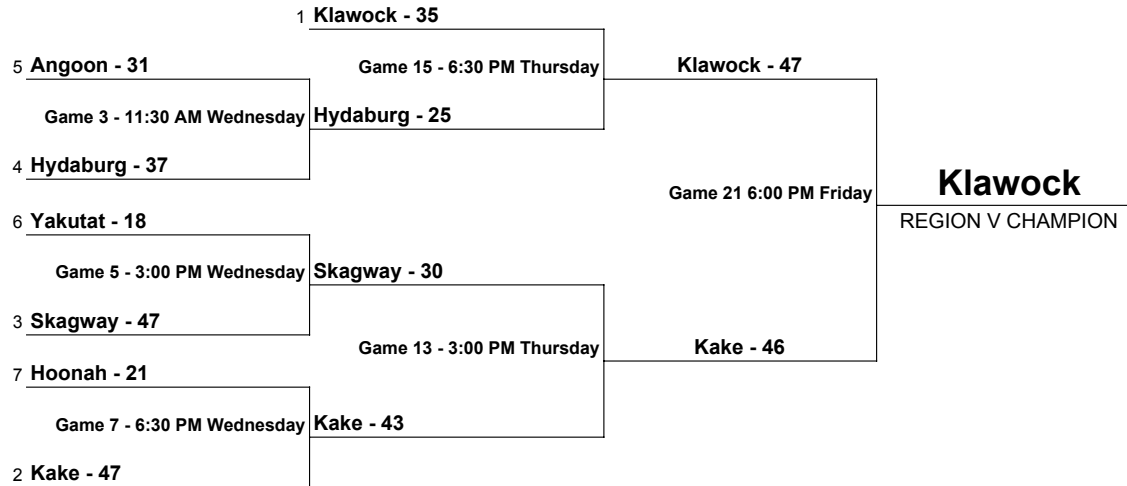 1 Klawock - 35
5 Angoon - 31
Game 15 - 6:30 PM Thursday
Klawock - 47
Game 3 - 11:30 AM Wednesday
Hydaburg - 25
4 Hydaburg - 37
Game 21 6:00 PM Friday
Klawock
REGION V CHAMPION
6 Yakutat - 18
Game 5 - 3:00 PM Wednesday
Skagway - 30
3 Skagway - 47
Game 13 - 3:00 PM Thursday
Kake - 46
7 Hoonah - 21
Game 7 - 6:30 PM Wednesday
Kake - 43
2 Kake - 47